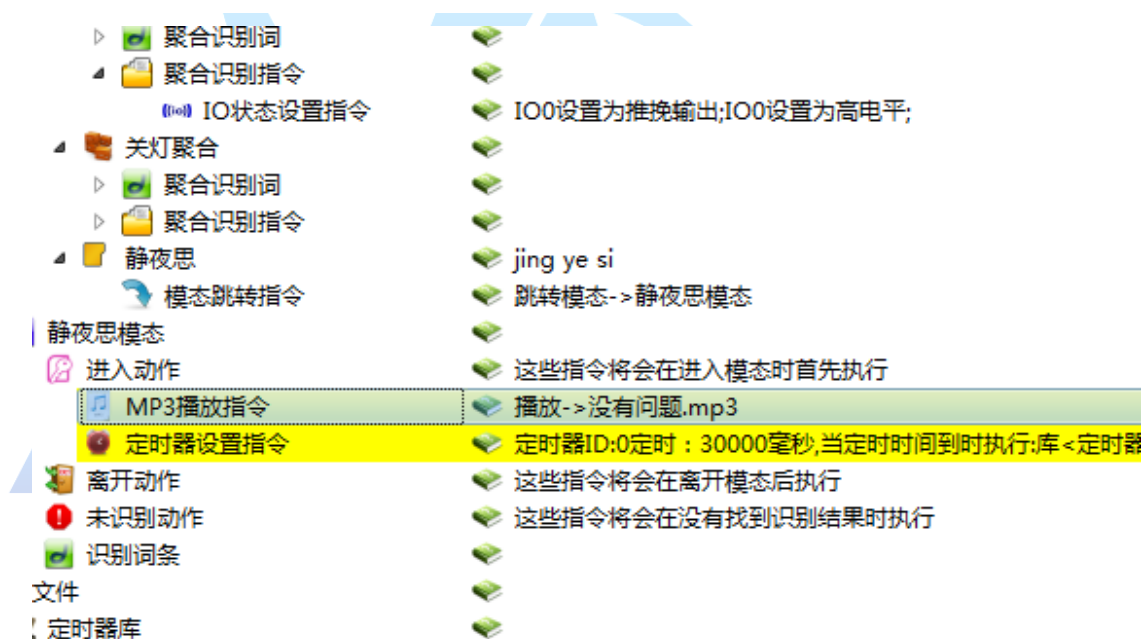 聚合识别词
聚合识别指令
IO状态设置指令 IO0设置为推挽输出;IO0设置为高电平;
关灯聚合
聚合识别词
聚合识别指令
静夜思 jing ye si
模态跳转指令 跳转模态->静夜思模态
静夜思模态
进入动作 这些指令将会在进入模态时首先执行
MP3播放指令 播放->没有问题.mp3
定时器设置指令 定时器ID:0定时：30000毫秒,当定时时间到时执行:库<定时器
离开动作 这些指令将会在离开模态后执行
未识别动作 这些指令将会在没有找到识别结果时执行
识别词条
文件
定时器库